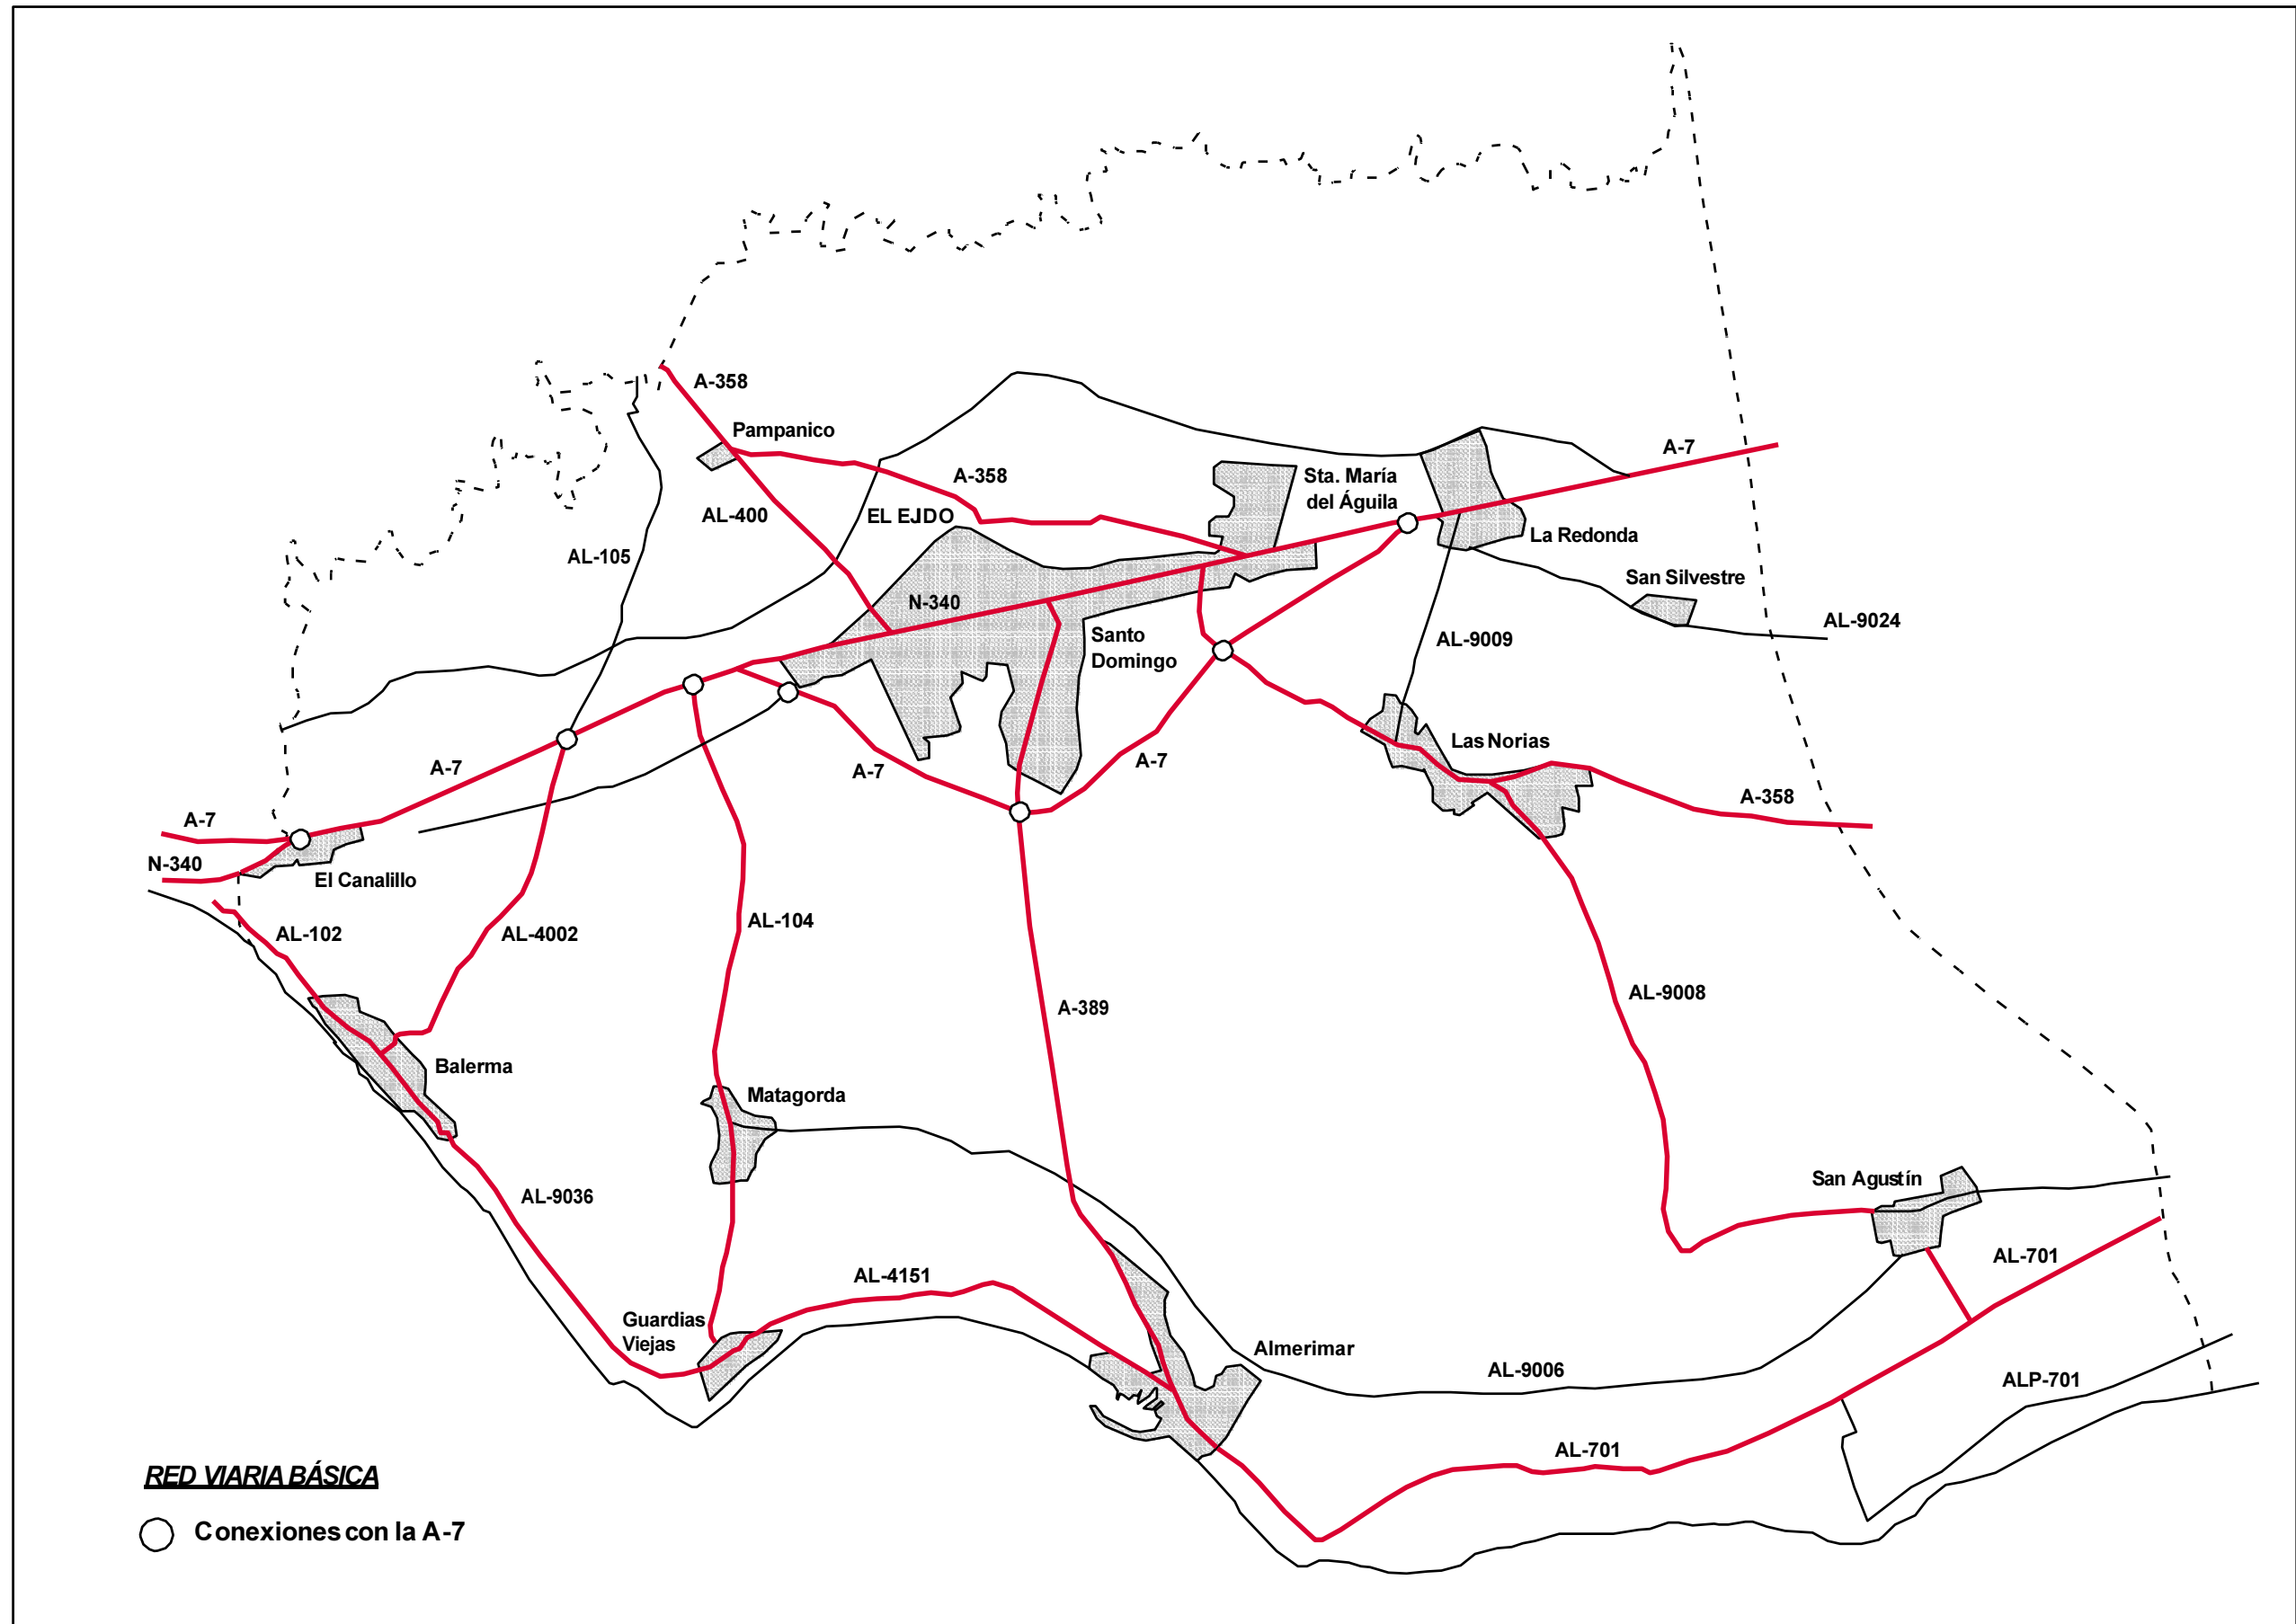 A-358
Pampanico
A-7
A-358
Sta. María
del Águila
AL-400
EL EJIDO
La Redonda
AL-105
San Silvestre
N-340
AL-9024
Santo
Domingo
AL-9009
Las Norias
A-7
A-7
A-7
A-358
A-7
N-340
El Canalillo
AL-102
AL-4002
AL-104
AL-9008
A-389
Balerma
Matagorda
San Agustín
AL-9036
AL-701
AL-4151
Guardias
Viejas
Almerimar
AL-9006
ALP-701
AL-701
RED VIARIA BÁSICA
Conexiones con la A-7